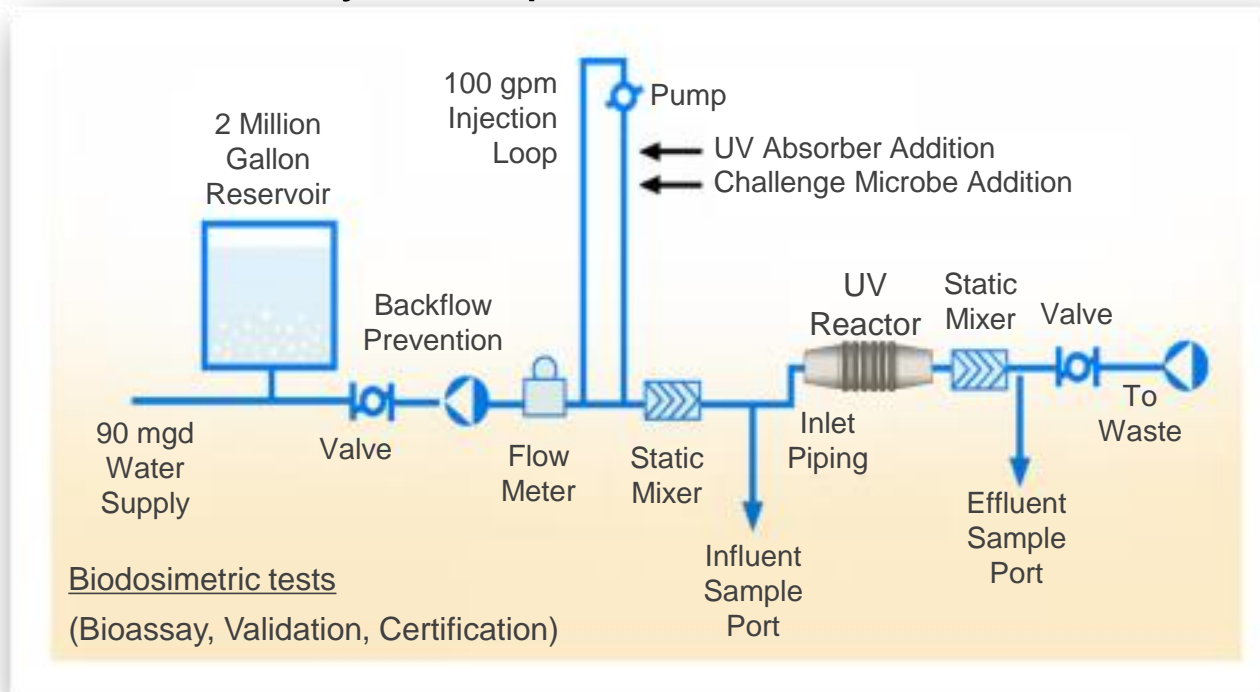 2 Million
Gallon
Reservoir
100 gpm
Injection
Loop
Pump
UV Absorber Addition
Challenge Microbe Addition
Backflow
Prevention
UV
Reactor
Static
Mixer
Valve
90 mgd
Water
Supply
Valve
Flow
Meter
Static
Mixer
Inlet
Piping
To
Waste
Influent
Sample
Port
Effluent
Sample
Port
Biodosimetric tests
(Bioassay, Validation, Certification)